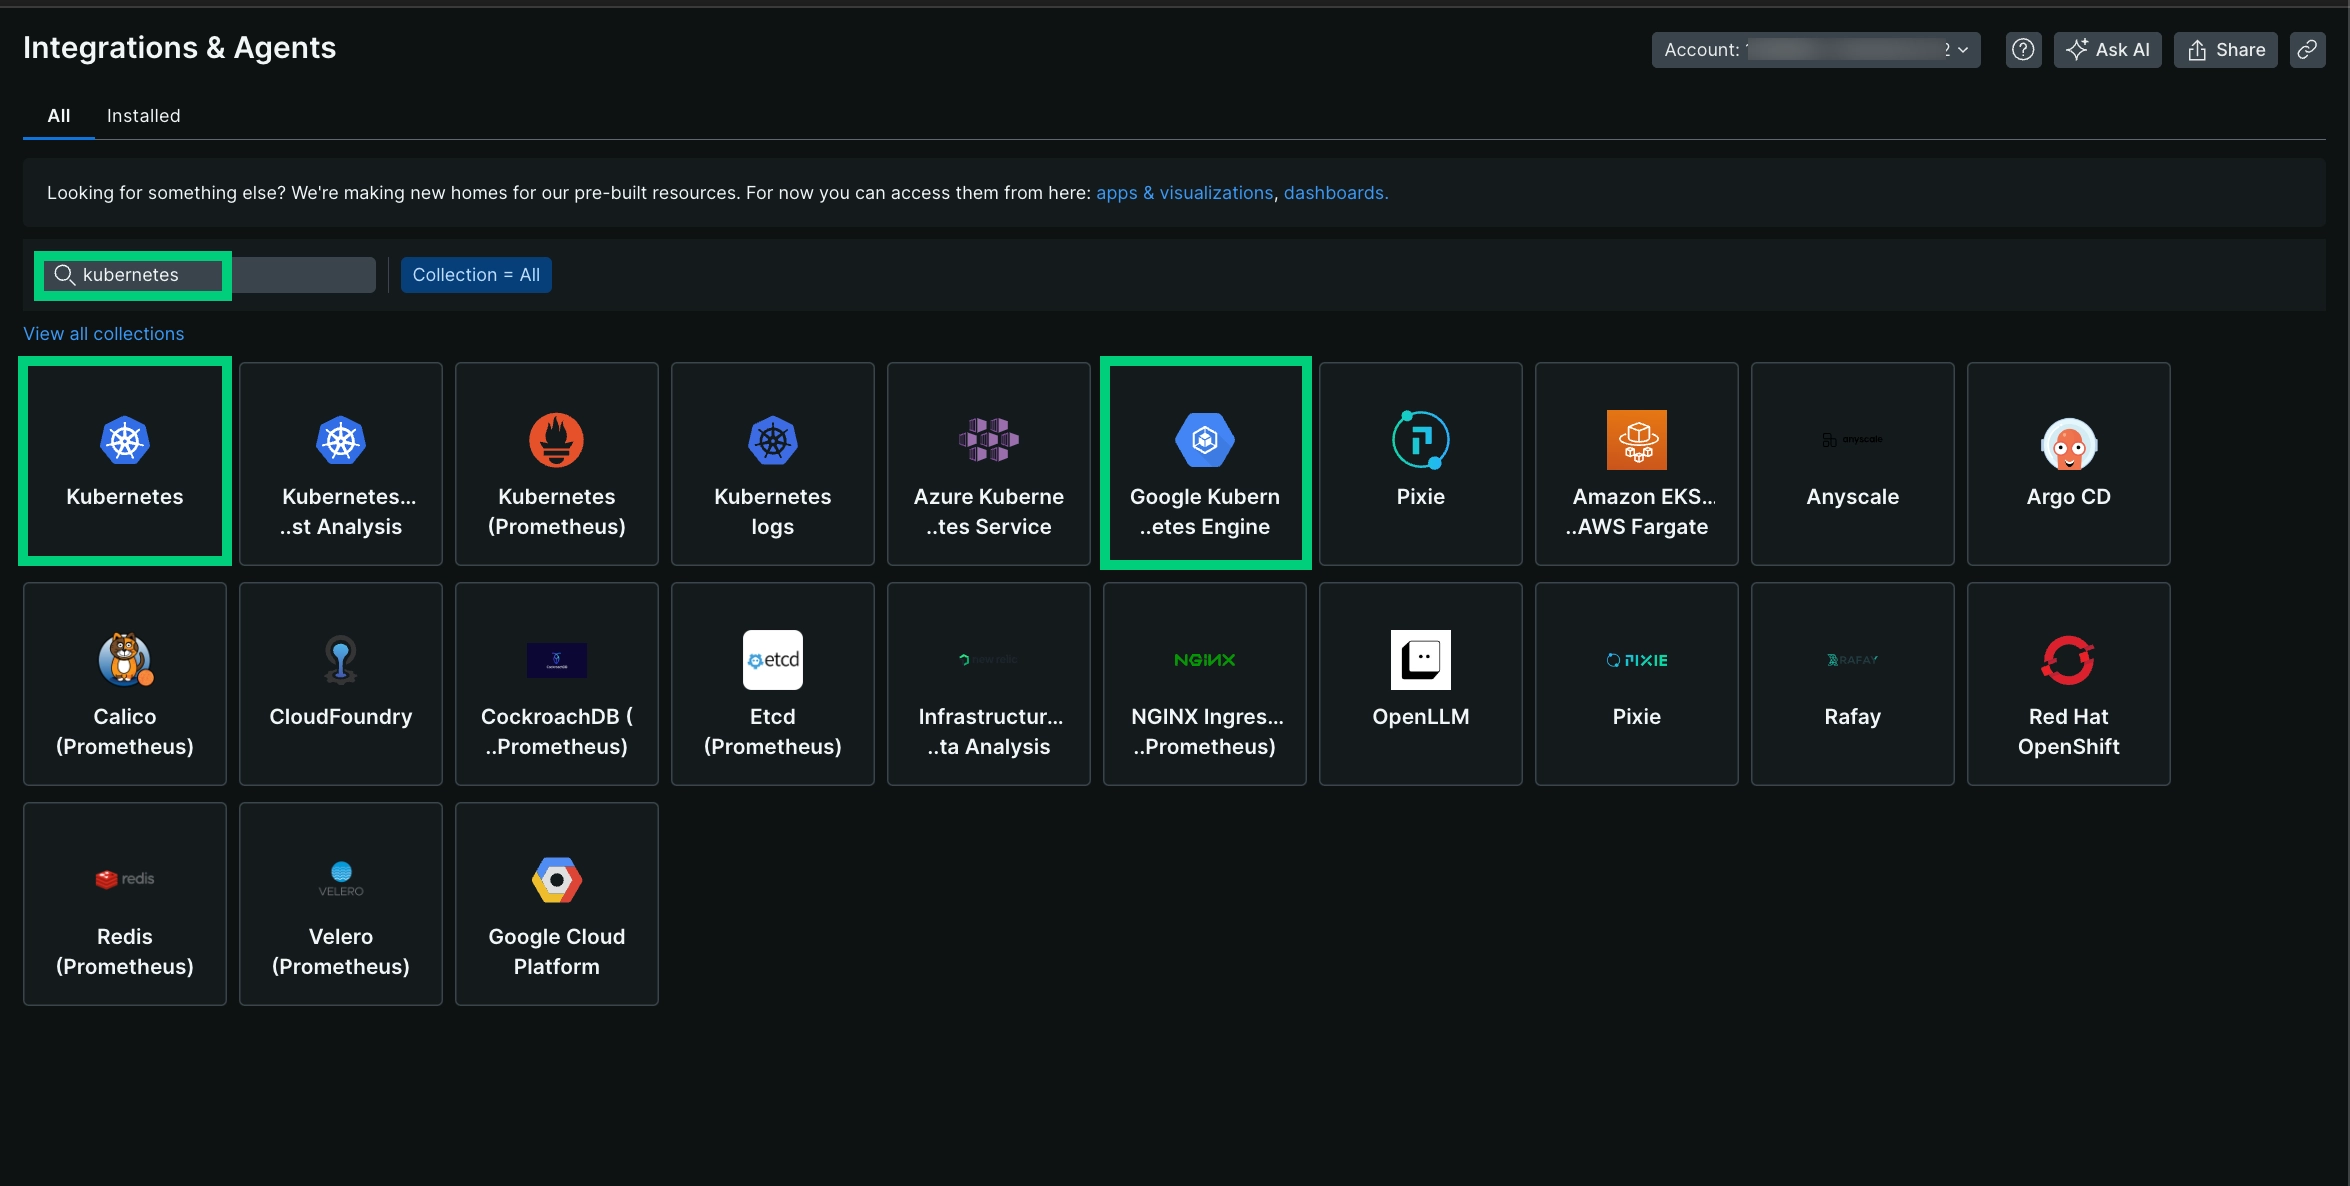 Integrations & Agents
Account:
Ask AI
Share
All
Installed
Looking for something else? We're making new homes for our pre-built resources. For now you can access them from here: apps & visualizations, dashboards.
kubernetes
Collection = All
View all collections
Kubernetes
Kubernetes...
..st Analysis
Kubernetes
(Prometheus)
Kubernetes
logs
Azure Kuberne
..tes Service
Google Kubern
..etes Engine
Pixie
Amazon EKS...
..AWS Fargate
anyscale
Anyscale
Argo CD
Calico
(Prometheus)
CloudFoundry
CockroachDB
CockroachDB (
..Prometheus)
etcd
Etcd
(Prometheus)
new relic
Infrastructur...
..ta Analysis
NGINX
NGINX Ingres...
..Prometheus)
OpenLLM
PIXIE
Pixie
RAFAY
Rafay
Red Hat
OpenShift
redis
Redis
(Prometheus)
VELERO
Velero
(Prometheus)
Google Cloud
Platform